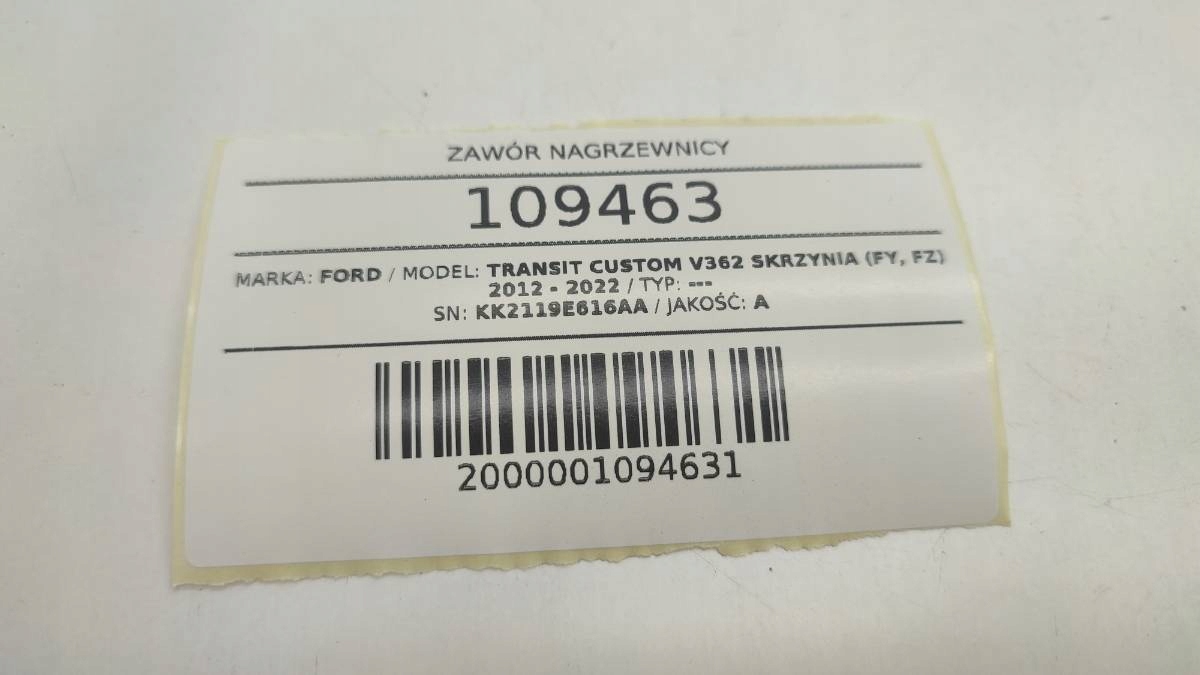 ZAWÓR NAGRZEWNICY
109463
MARKA: FORD / MODEL: TRANSIT CUSTOM V362 SKRZYNIA (FY, FZ)
2012 - 2022 / TYP: ---
SN: KK2119E616AA / JAKOŚĆ: A
2000001094631